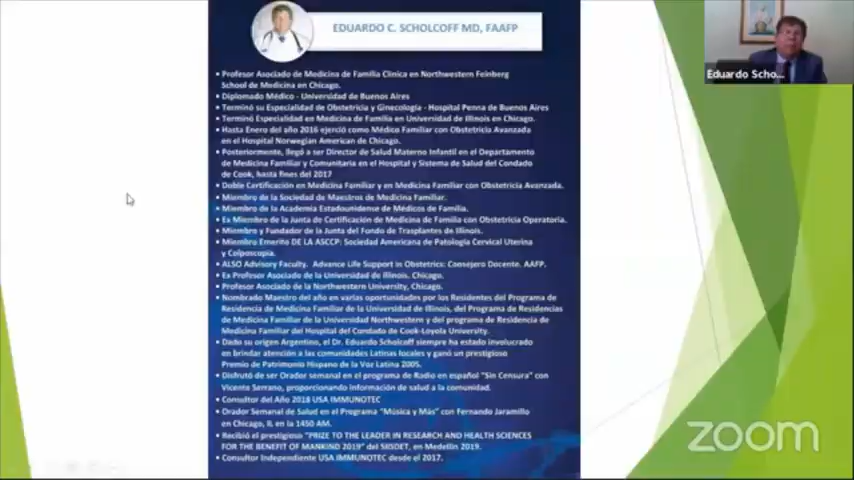 EDUARDO C. SCHOLCOFF MD, FAAFP
Eduardo Scho...
• Profesor Asociado de Medicina de Familia Clínica en Northwestern Feinberg
School of Medicina en Chicago.
• Diplomado Médico - Universidad de Buenos Aires
• Terminó su Especialidad de Obstetricia y Ginecología - Hospital Penna de Buenos Aires
• Terminó Especialidad en Medicina de Familia en Universidad de Illinois en Chicago.
• Hasta Enero del año 2016 ejerció como Médico Familiar con Obstetricia Avanzada
en el Hospital Norwegian American de Chicago.
• Posteriormente, llegó a ser Director de Salud Materno Infantil en el Departamento
de Medicina Familiar y Comunitaria en el Hospital y Sistema de Salud del Condado
de Cook, hasta fines del 2017
• Doble Certificación en Medicina Familiar y en Medicina Familiar con Obstetricia Avanzada.
• Miembro de la Sociedad de Maestros de Medicina Familiar.
• Miembro de la Academia Estadounidense de Médicos de Familia.
• Ex Miembro de la Junta de Certificación de Medicina de Familia con Obstetricia Operatoria.
• Miembro y Fundador de la Junta del Fondo de Trasplantes de Illinois.
• Miembro Emerito DE LA ASCCP: Sociedad Americana de Patología Cervical Uterina
y Colposcopia.
• ALSO Advisory Faculty. Advance Life Support in Obstetrics: Consejero Docente. AAFP.
• Ex Profesor Asociado de la Universidad de Illinois. Chicago.
• Profesor Asociado de la Northwestern University, Chicago.
• Nombrado Maestro del año en varias oportunidades por los Residentes del Programa de
Residencia de Medicina Familiar de la Universidad de Illinois, del Programa de Residencias
de Medicina Familiar de la Universidad Northwestern y del programa de Residencia de
Medicina Familiar del Hospital del Condado de Cook-Loyola University.
• Dado su origen Argentino, el Dr. Eduardo Scholcoff siempre ha estado involucrado
en brindar atención a las comunidades Latinas locales y ganó un prestigioso
Premio de Patrimonio Hispano de la Voz Latina 2005.
• Disfrutó de ser Orador semanal en el programa de Radio en español "Sin Censura" con
Vicente Serrano, proporcionando información de salud a la comunidad.
• Consultor del Año 2018 USA IMMUNOTEC
• Orador Semanal de Salud en el Programa "Música y Más" con Fernando Jaramillo
en Chicago, IL en la 1450 AM.
• Recibió el prestigioso "PRIZE TO THE LEADER IN RESEARCH AND HEALTH SCIENCES
FOR THE BENEFIT OF MANKIND 2019" del SIISDET, en Medellin 2019.
• Consultor Independiente USA IMMUNOTEC desde el 2017.
zoom